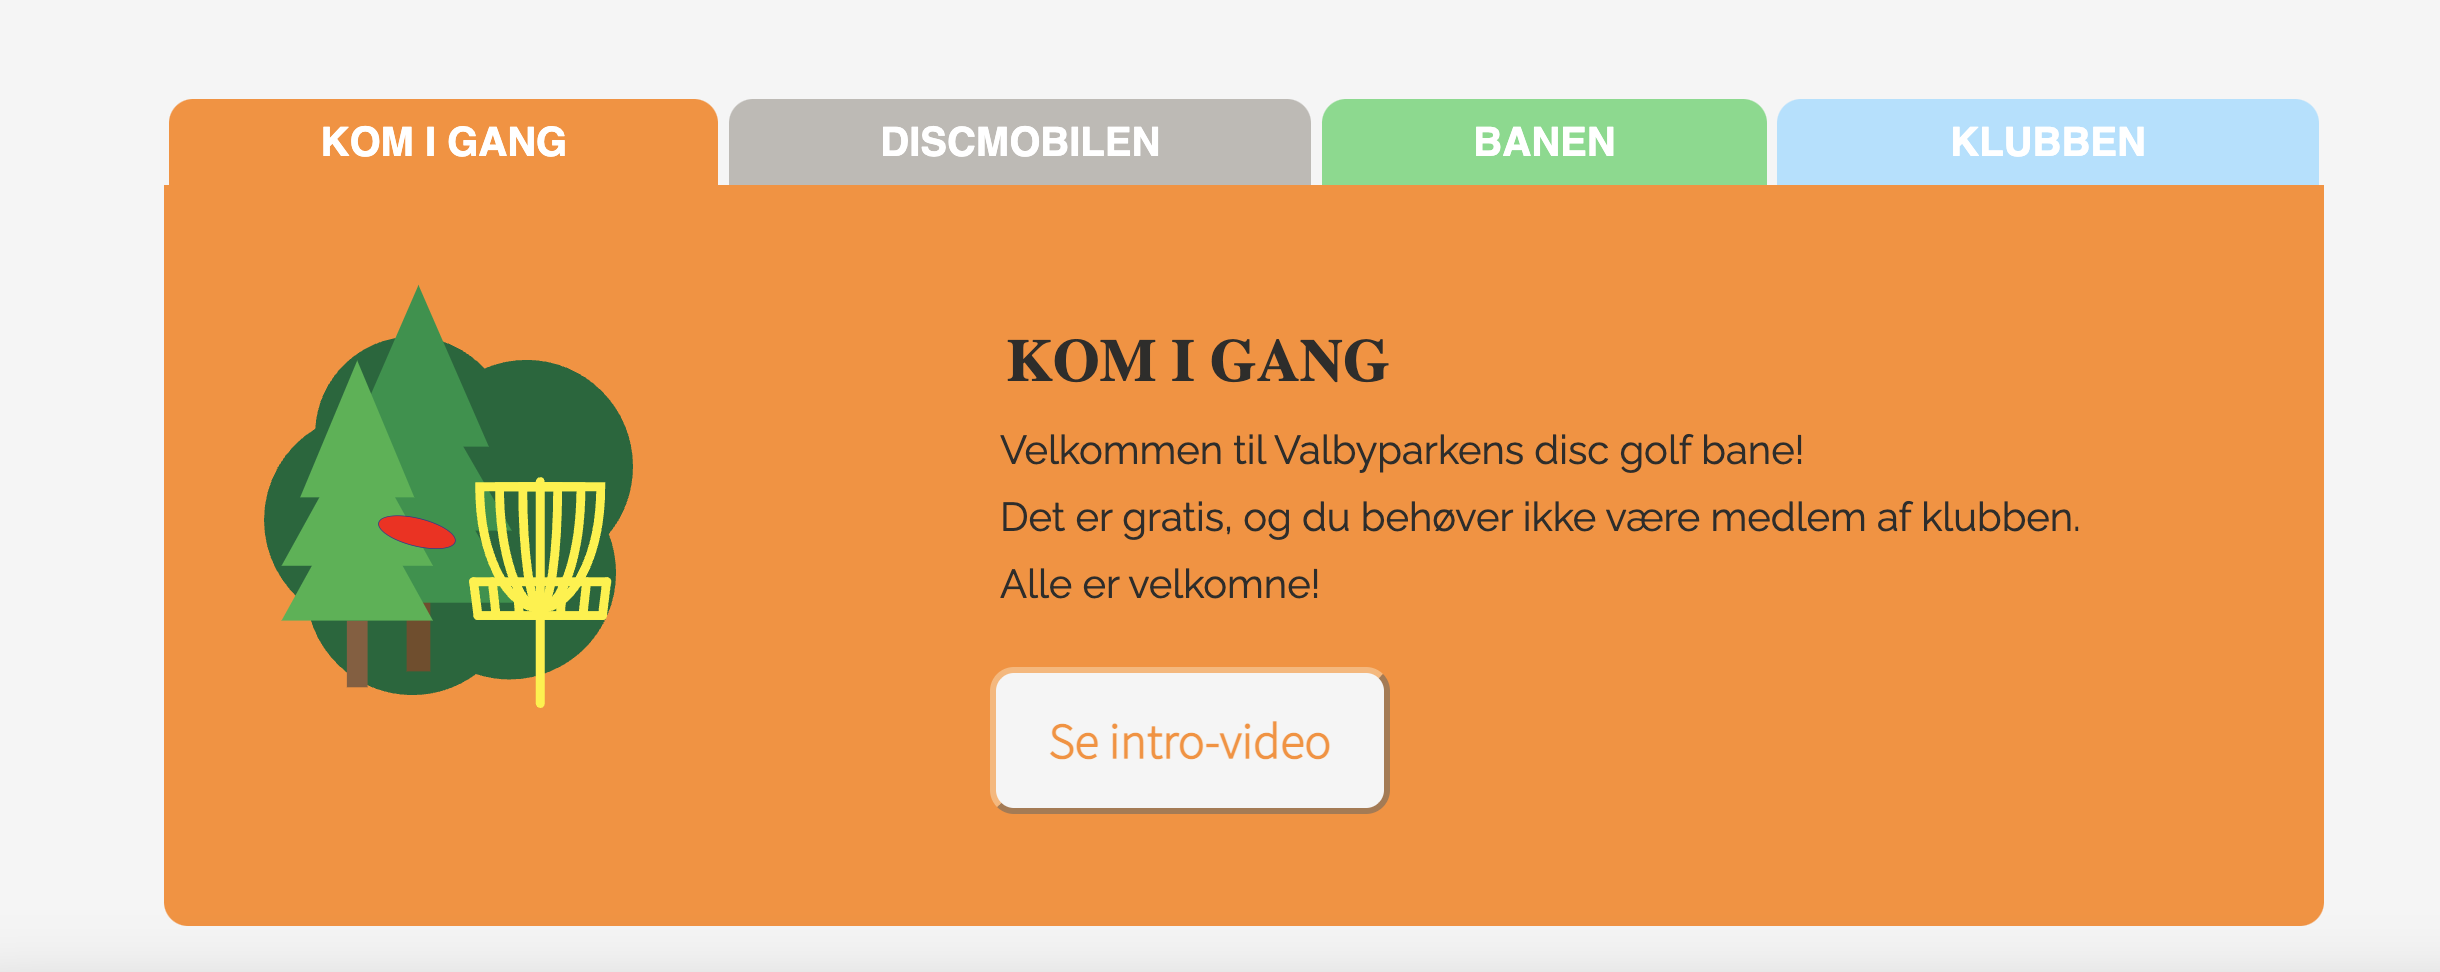 KOM I GANG
DISCMOBILEN
BANEN
KLUBBEN
KOM I GANG
Velkommen til Valbyparkens disc golf bane!
Det er gratis, og du behøver ikke være medlem af klubben.
Alle er velkomne!
Se intro-video